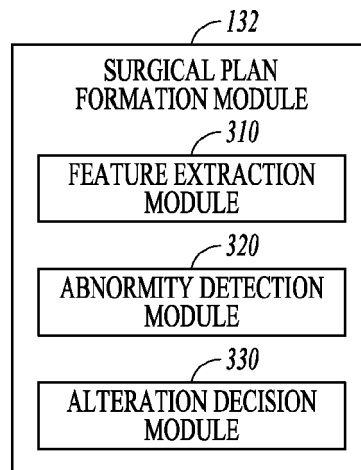 132
SURGICAL PLAN
FORMATION MODULE
310
FEATURE EXTRACTION
MODULE
320
ABNORMITY DETECTION
MODULE
330
ALTERATION DECISION
MODULE